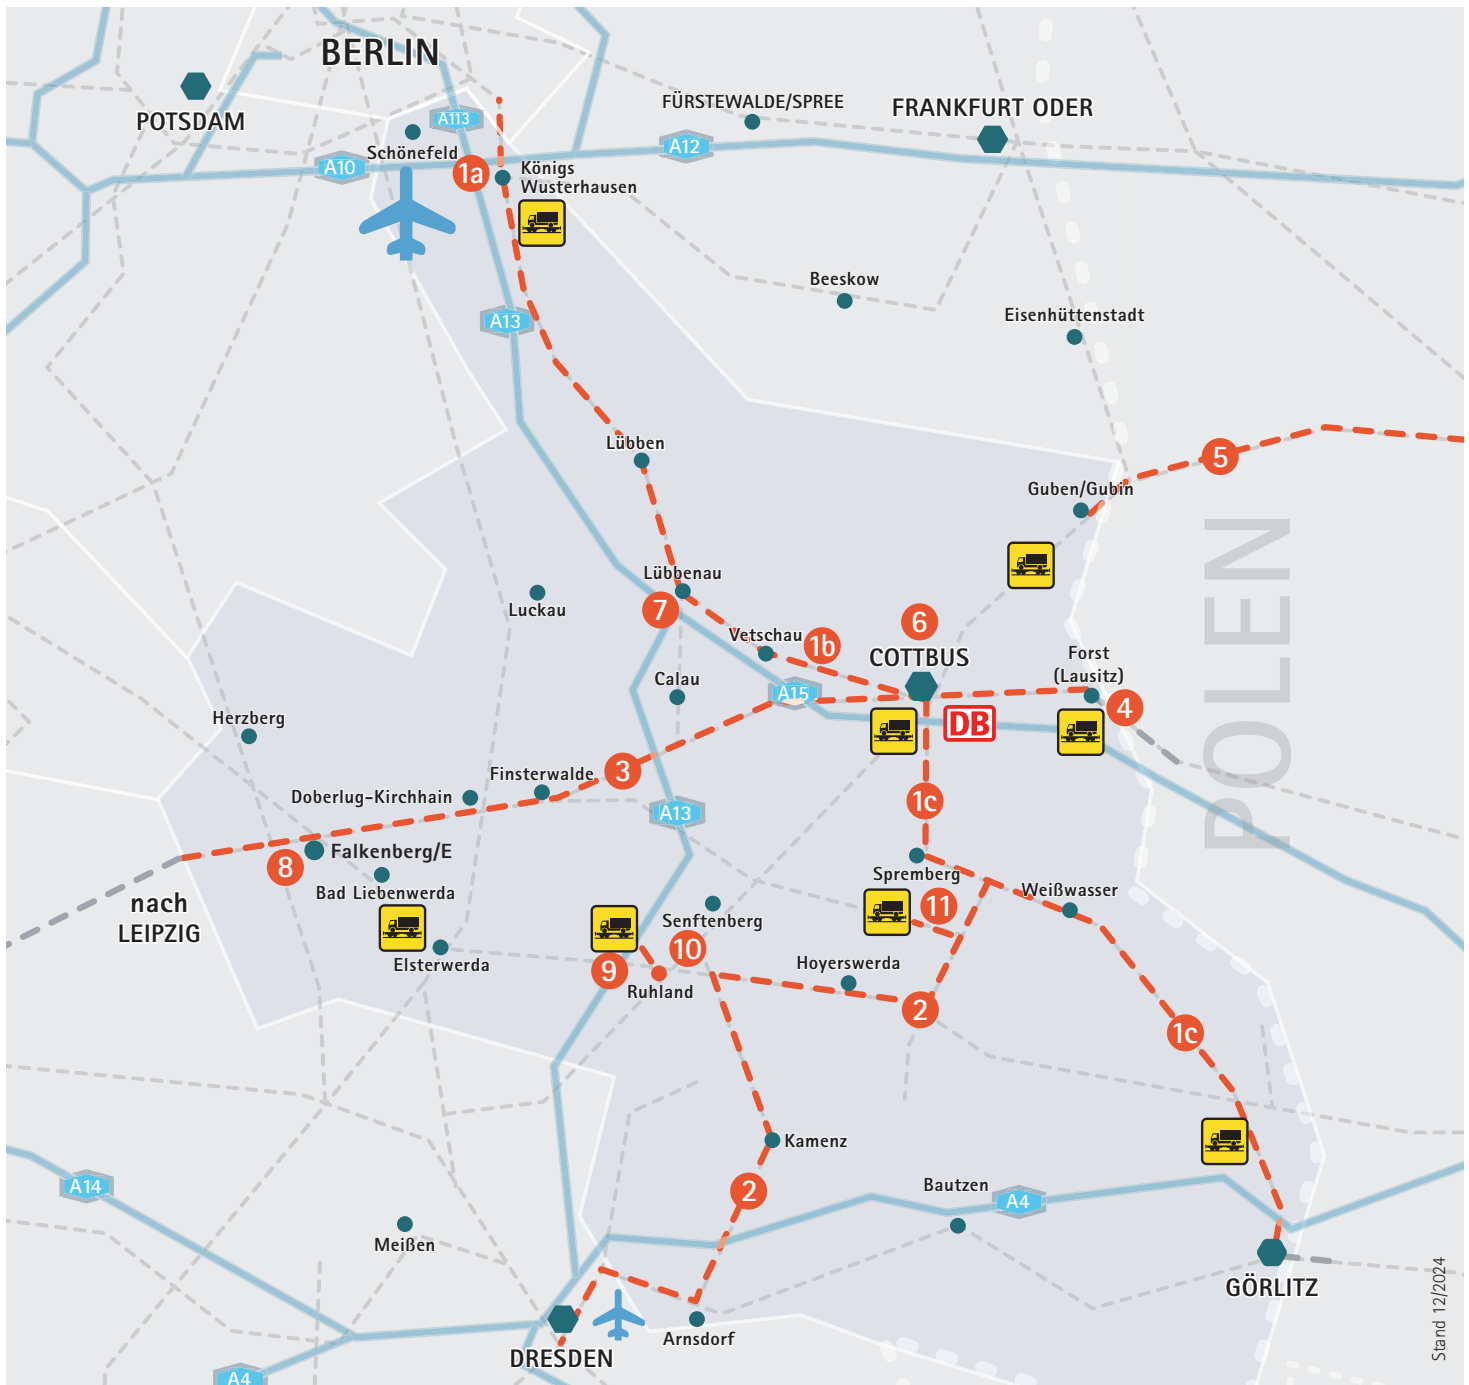 BERLIN
POTSDAM
FÜRSTEWALDE/SPREE
FRANKFURT ODER
A113
Schönefeld
A10
A12
1a
Königs
Wusterhausen
Beeskow
Eisenhüttenstadt
A13
Lübben
5
Guben/Gubin
POLEN
Lübbenau
Luckau
7
Vetschau
1b
6
COTTBUS
Forst
(Lausitz)
Calau
A15
4
DB
Herzberg
Finsterwalde
3
Doberlug-Kirchhain
1c
A13
Falkenberg/E
8
Bad Liebenwerda
Spremberg
Weißwasser
nach
LEIPZIG
11
Senftenberg
10
Elsterwerda
9
Ruhland
Hoyerswerda
2
1c
Kamenz
A14
2
Bautzen
A4
Meißen
GÖRLITZ
Arnsdorf
DRESDEN
A4
Stand 12/2024